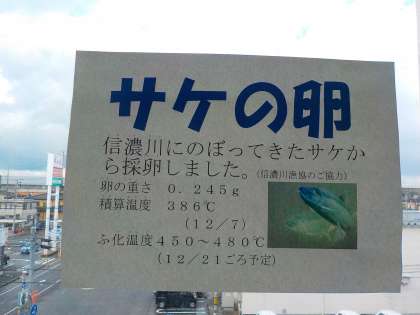 サケの卵
信濃川にのぼってきたサケか
ら採卵しました。(信濃川漁協のご協力)
卵の重さ 0.245g
積算温度 386℃
(12/7)
ふ化温度450~480℃
(12/21ごろ予定)